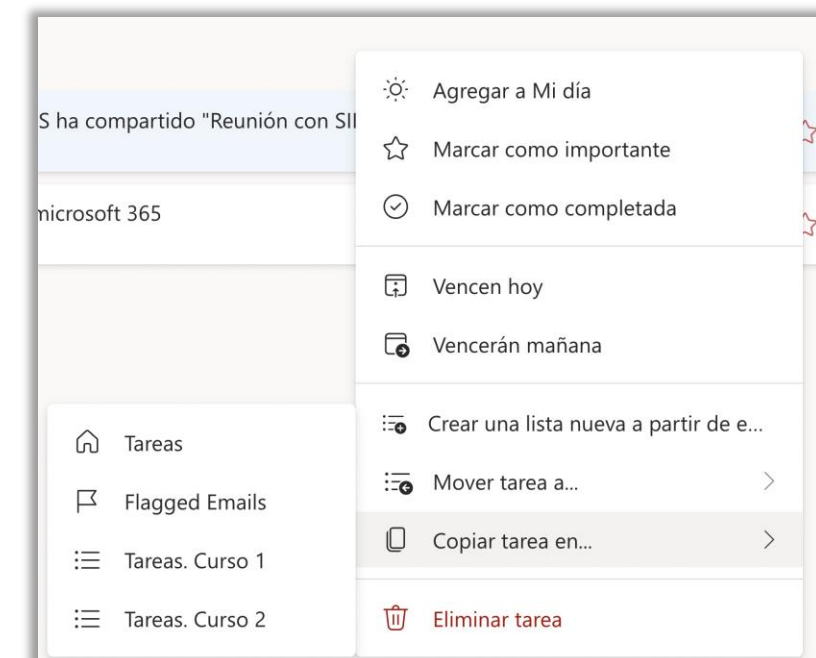 S ha compartido "Reunión con
microsoft 365
Agregar a Mi día
Marcar como importante
Marcar como completada
Vencen hoy
Vencerán mañana
Crear una lista nueva a partir de e...
Mover tarea a...
Copiar tarea en...
Eliminar tarea
Tareas
Flagged Emails
Tareas. Curso 1
Tareas. Curso 2